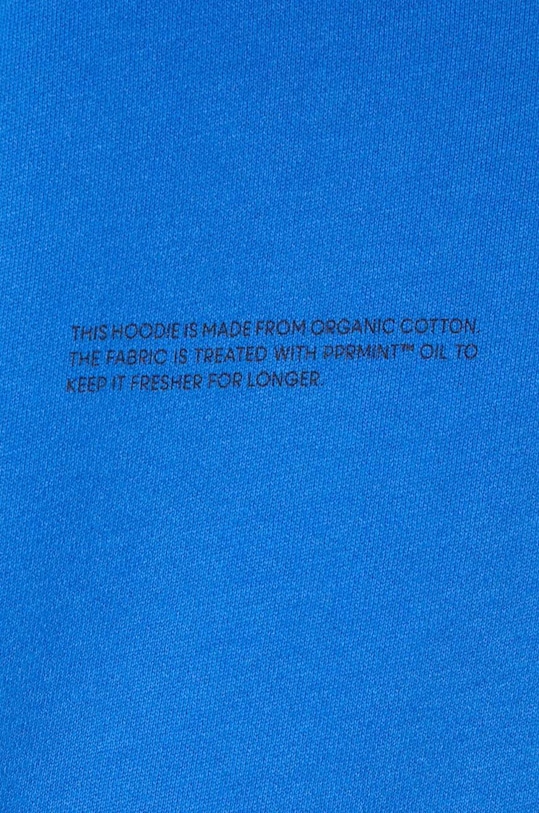 THIS HOODIE IS MADE FROM ORGANIC COTTON.
THE FABRIC IS TREATED WITH PPRMINT™ OIL TO
KEEP IT FRESHER FOR LONGER.